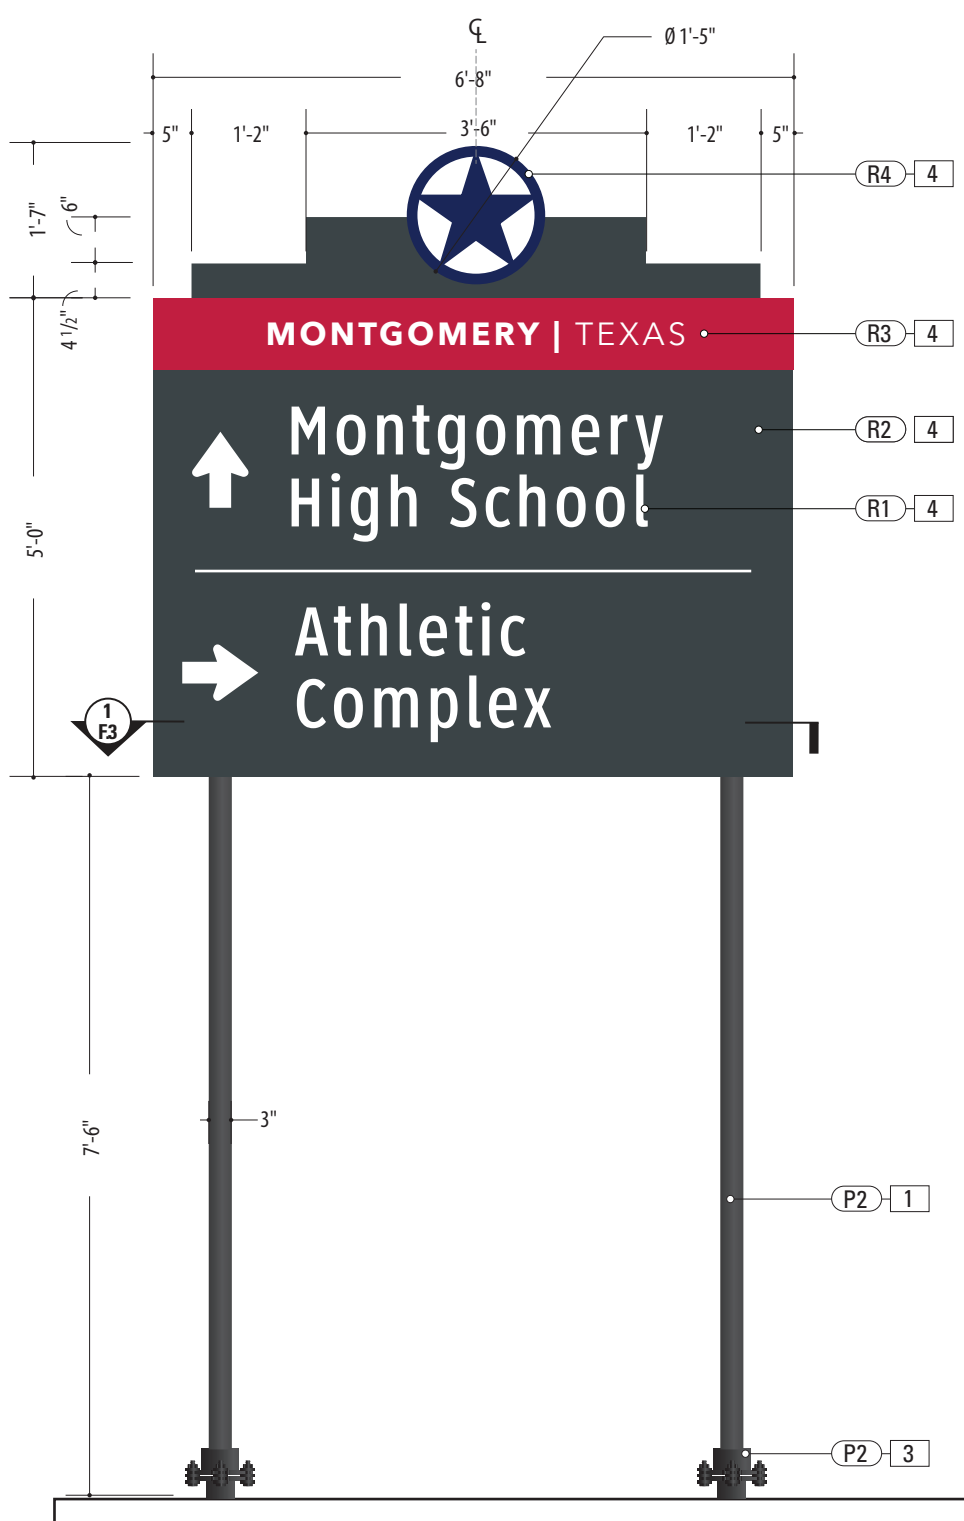 ℄
Ø 1'-5"
6'-8"
5"
1'-2"
3'-6"
1'-2"
5"
R4 4
1'-7"
6"
4 1/2"
MONTGOMERY | TEXAS
R3 4
Montgomery
High School
R2 4
R1 4
5'-0"
Athletic
Complex
1
F.3
7'-6"
3"
P2 1
P2 3